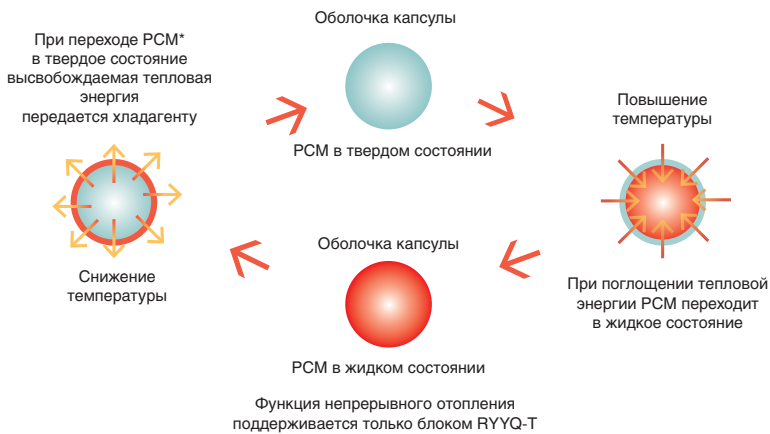 Оболочка капсулы
При переходе PCM*
в твердое состояние
высвобождаемая тепловая
энергия
передается хладагенту
PCM в твердом состоянии
Повышение
температуры
Снижение
температуры
Оболочка капсулы
При поглощении тепловой
энергии PCM переходит
в жидкое состояние
PCM в жидком состоянии
Функция непрерывного отопления
поддерживается только блоком RYYQ-T